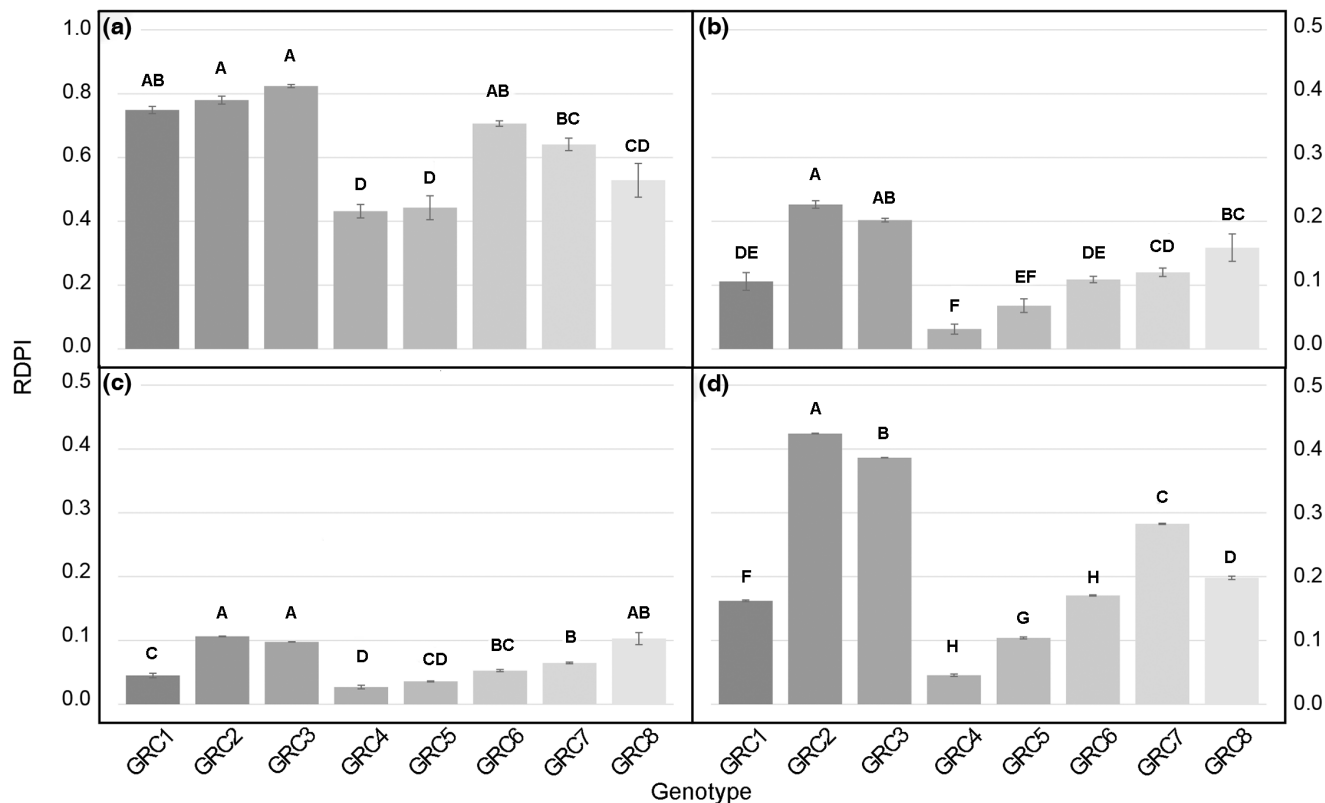 (a)
(b)
1.0
0.8
0.6
0.4
0.2
0.0
AB
A
A
D
D
AB
BC
CD
DE
A
AB
F
EF
DE
CD
BC
0.5
0.4
0.3
0.2
0.1
0.0
RDPI
(c)
(d)
0.5
0.4
0.3
0.2
0.1
0.0
C
A
A
D
CD
BC
B
AB
F
A
B
H
G
H
C
D
0.5
0.4
0.3
0.2
0.1
0.0
GRC1
GRC2
GRC3
GRC4
GRC5
GRC6
GRC7
GRC8
GRC1
GRC2
GRC3
GRC4
GRC5
GRC6
GRC7
GRC8
Genotype